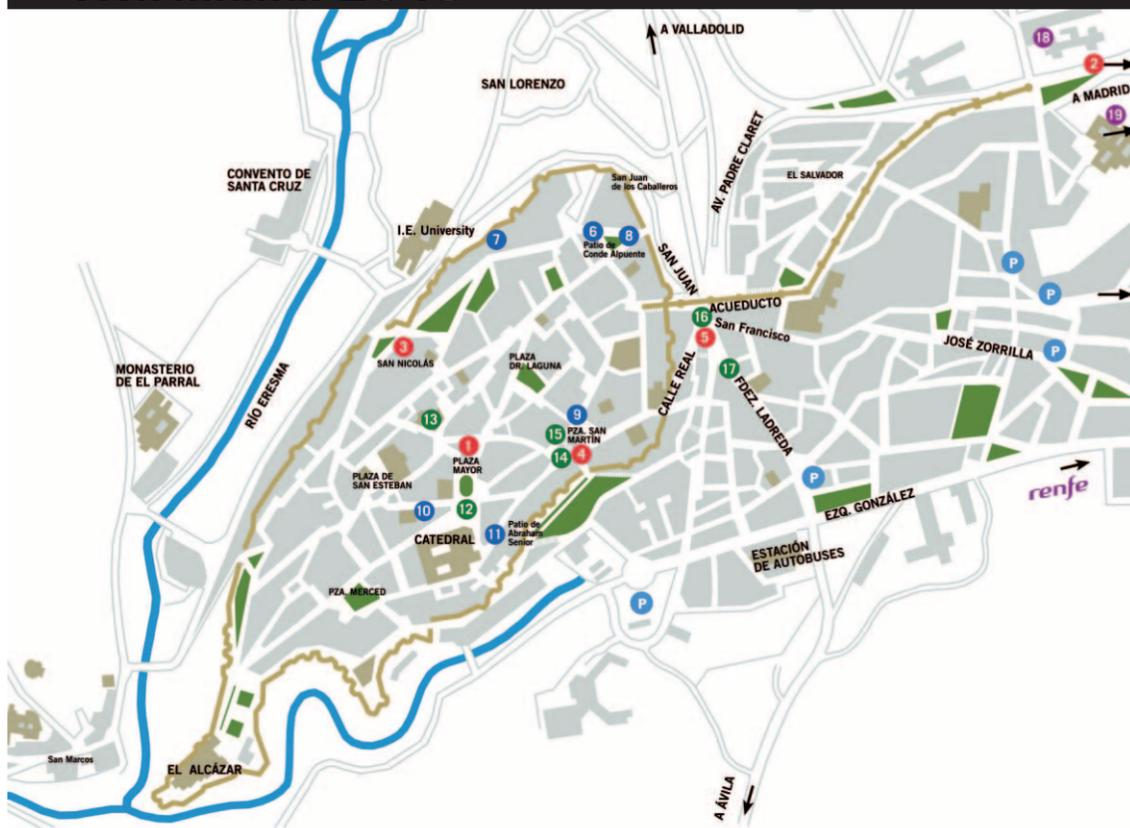 A VALLADOLID
18
2
SAN LORENZO
A MADRID
19
AV. PADRE CLARET
CONVENTO DE
SANTA CRUZ
EL SALVADOR
San Juan
de los Caballeros
I.E. University
7
6
8
Patio de
Conde Alpuente
SAN JUAN
P
P
ACUEDUCTO
16
San Francisco
5
3
SAN NICOLÁS
JOSÉ ZORRILLA
P
PLAZA
DR. LAGUNA
MONASTERIO
DE EL PARRAL
RÍO ERESMA
CALLE REAL
17
FDEZ. LADREDA
13
9
15
PZA. SAN
MARTÍN
1
PLAZA
MAYOR
14
4
PLAZA DE
SAN ESTEBAN
P
renfe
EZQ. GONZÁLEZ
10
12
11
Patio de
Abraham
Senior
CATEDRAL
ESTACIÓN
DE AUTOBUSES
PZA. MERCED
P
San Marcos
EL ALCÁZAR
A ÁVILA